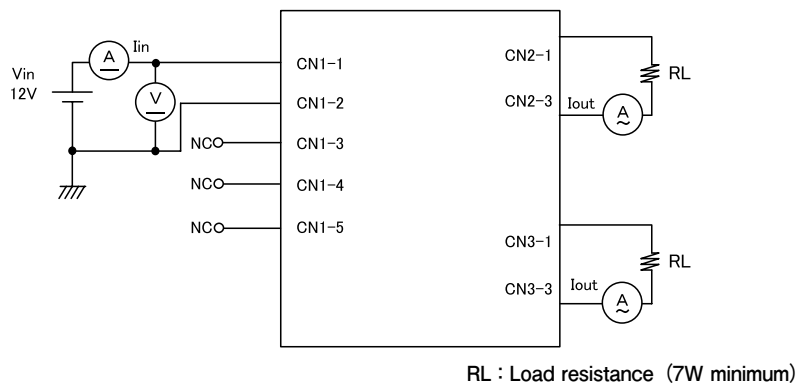 Vin
12V
A
Iin
V
NC
NC
NC
CN1-1
CN1-2
CN1-3
CN1-4
CN1-5
CN2-1
CN2-3
Iout
A
~
RL
CN3-1
CN3-3
Iout
A
~
RL
RL : Load resistance (7W minimum)